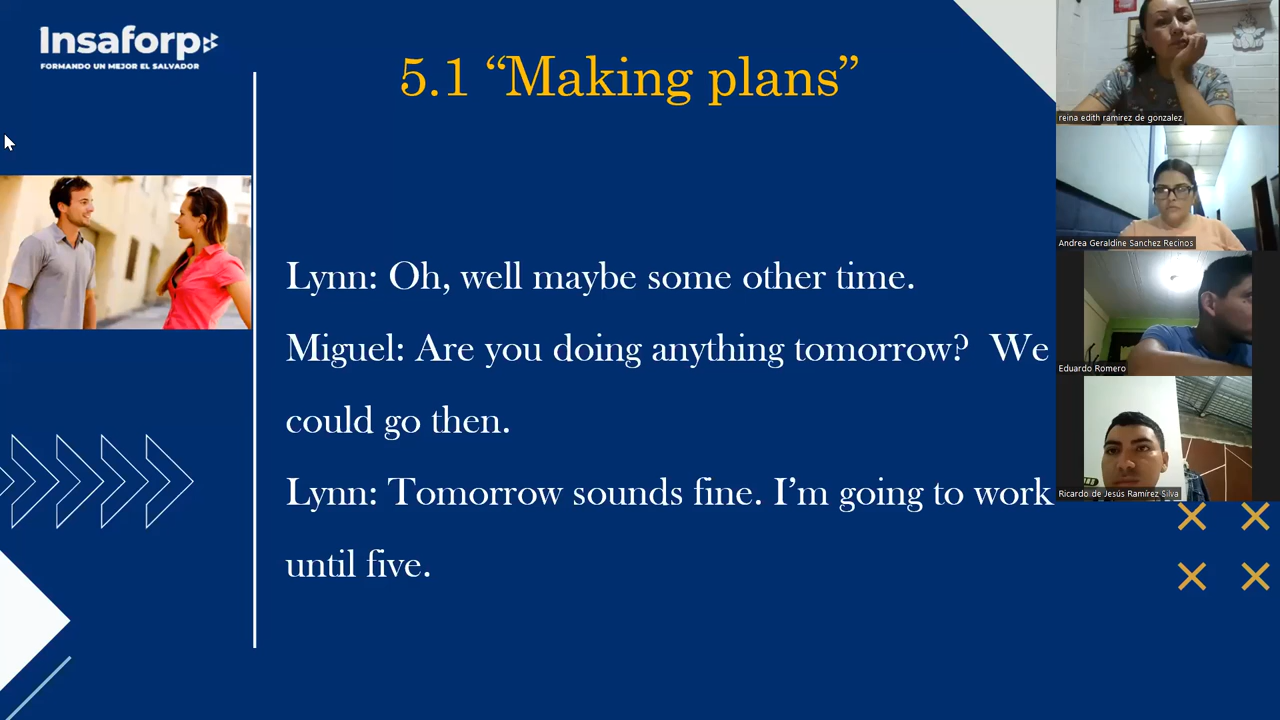 Insaforp
FORMANDO UN MEJOR EL SALVADOR
5.1 “Making plans”
Lynn: Oh, well maybe some other time.
Miguel: Are you doing anything tomorrow?  We
could go then.
Lynn: Tomorrow sounds fine. I’m going to work
until five.
reina edith ramirez de gonzalez
Andrea Geraldine Sanchez Recinos
Eduardo Romero
Ricardo de Jesús Ramírez Silva